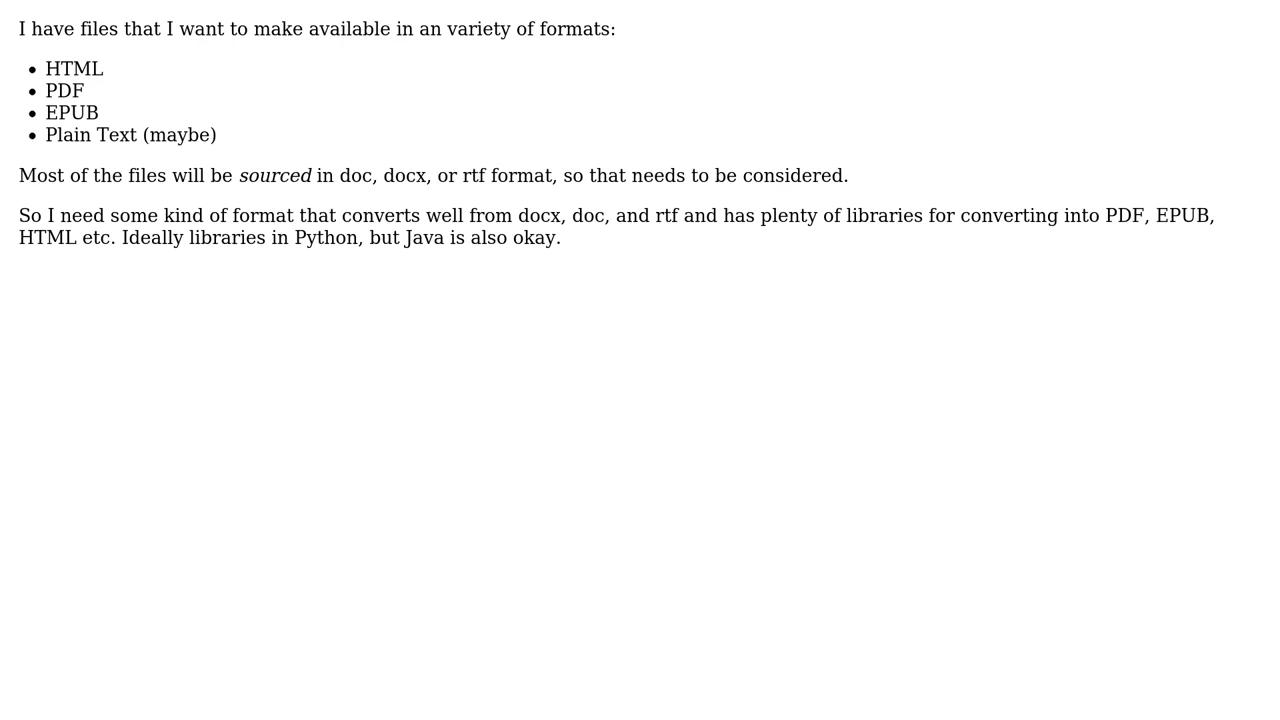 I have files that I want to make available in an variety of formats:
• HTML
• PDF
• EPUB
• Plain Text (maybe)
Most of the files will be sourced in doc, docx, or rtf format, so that needs to be considered.
So I need some kind of format that converts well from docx, doc, and rtf and has plenty of libraries for converting into PDF, EPUB,
HTML etc. Ideally libraries in Python, but Java is also okay.